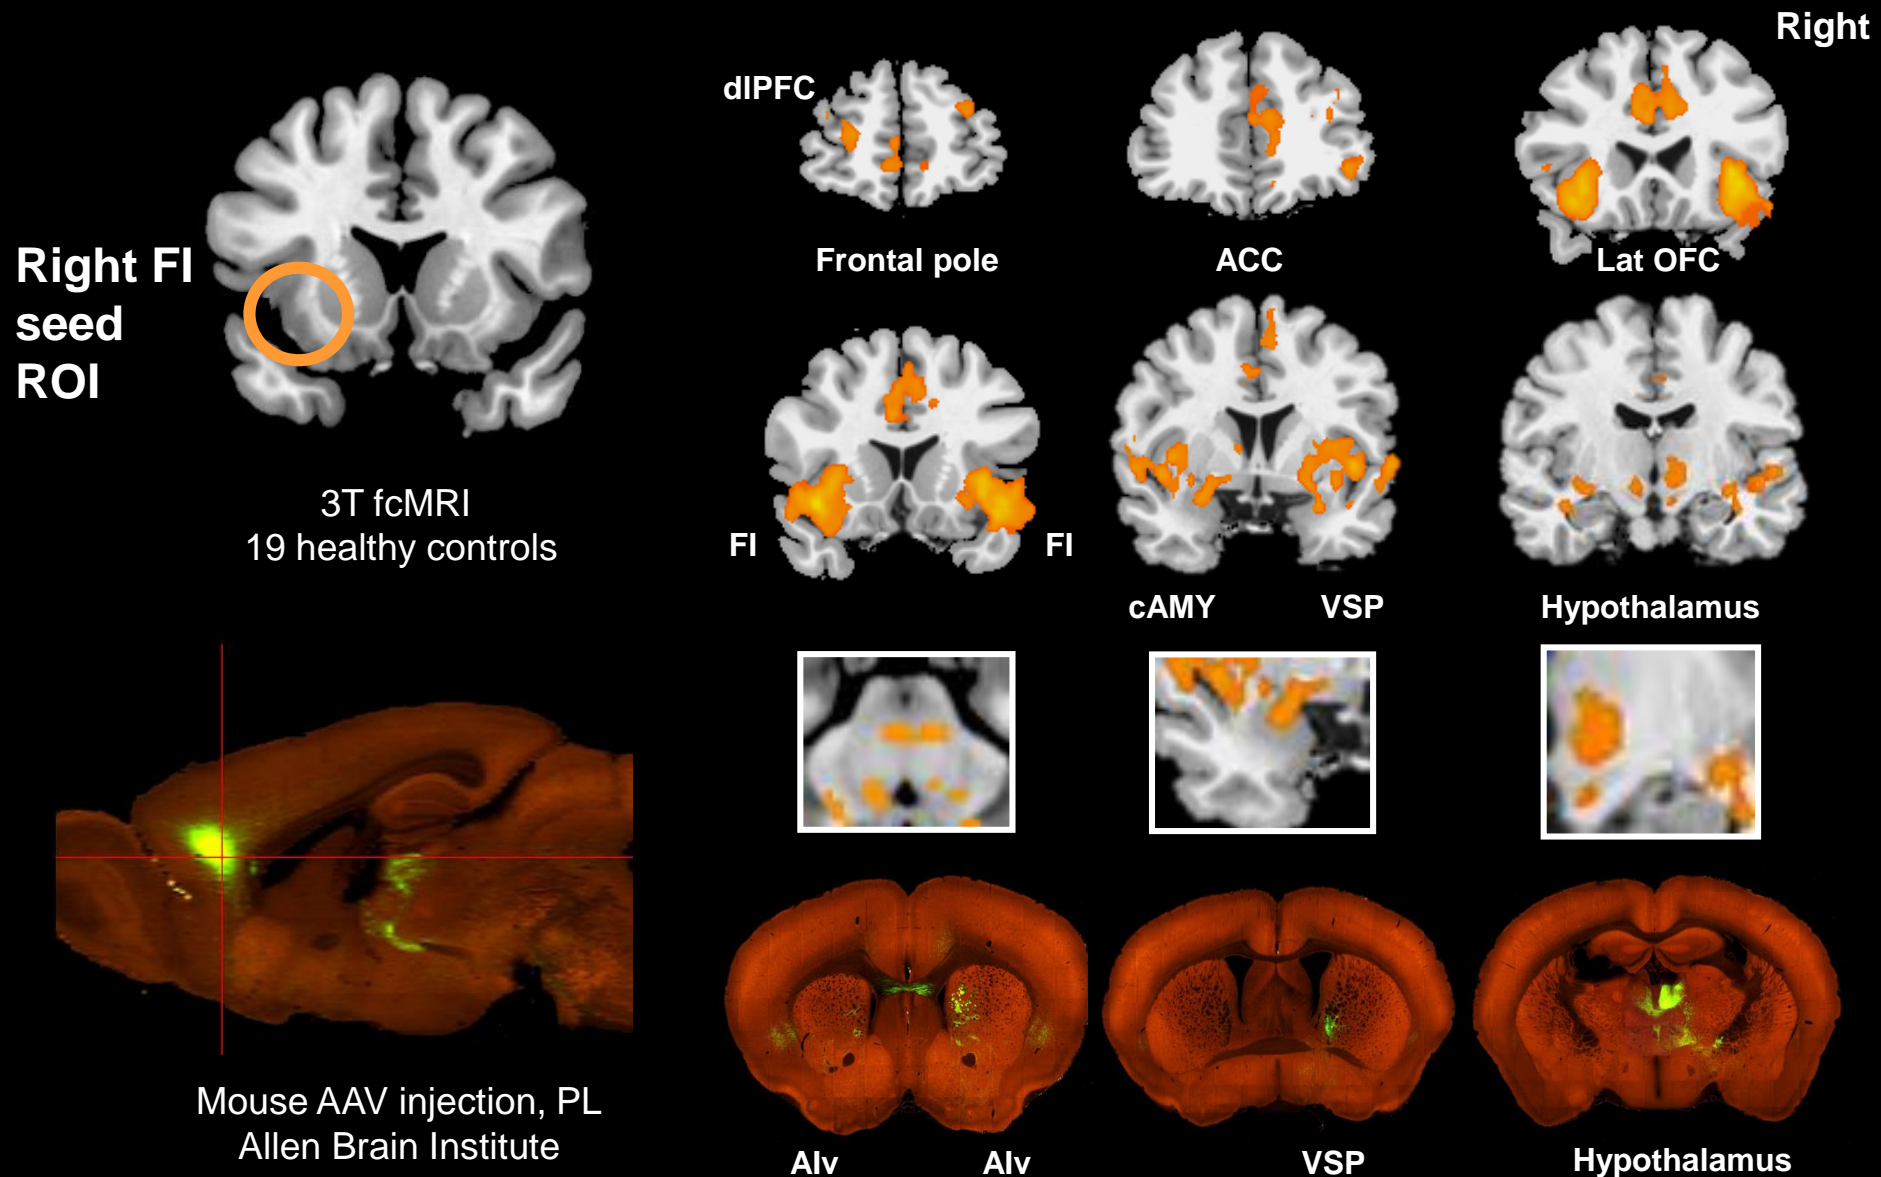 Right
dlPFC
Frontal pole
ACC
Lat OFC
Right FI
seed
ROI
3T fcMRI
19 healthy controls
FI
FI
cAMY
VSP
Hypothalamus
Mouse AAV injection, PL
Allen Brain Institute
AIv
AIv
VSP
Hypothalamus